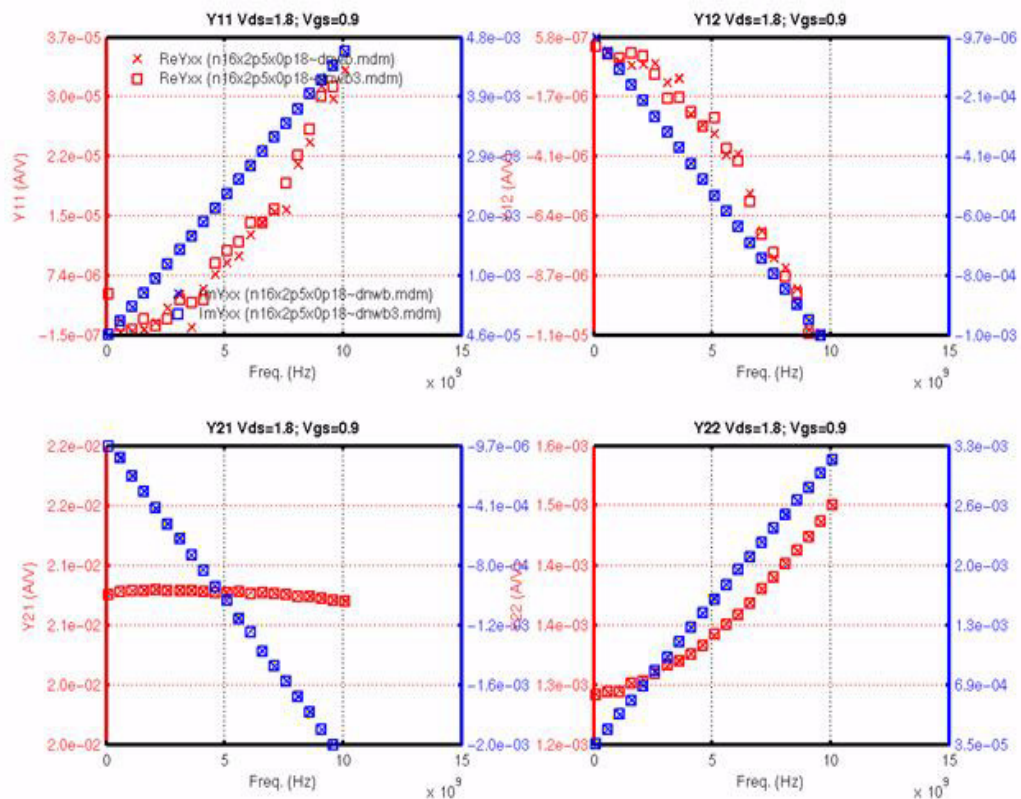 Y11 Vds=1.8; Vgs=0.9
3.7e-05
3.0e-05
2.2e-05
1.5e-05
7.4e-06
-1.5e-07
Y11 (A/V)
ReYxx (n16x2p5x0p18~dnwb.mdm)
ReYxx (n16x2p5x0p18~dnwb3.mdm)
ImYxx (n16x2p5x0p18~dnwb.mdm)
ImYxx (n16x2p5x0p18~dnwb3.mdm)
4.8e-03
3.9e-03
2.9e-03
2.0e-03
1.0e-03
4.6e-05
0 5 10 15
Freq. (Hz)
x 10^9
Y12 Vds=1.8; Vgs=0.9
5.8e-07
-1.7e-06
-4.1e-06
-6.4e-06
-8.7e-06
-1.1e-05
Y12 (A/V)
-9.7e-06
-2.1e-04
-4.1e-04
-6.0e-04
-8.0e-04
-1.0e-03
0 5 10 15
Freq. (Hz)
x 10^9
Y21 Vds=1.8; Vgs=0.9
2.2e-02
2.2e-02
2.1e-02
2.1e-02
2.0e-02
2.0e-02
Y21 (A/V)
-9.7e-06
-4.1e-04
-8.0e-04
-1.2e-03
-1.6e-03
-2.0e-03
0 5 10 15
Freq. (Hz)
x 10^9
Y22 Vds=1.8; Vgs=0.9
1.6e-03
1.5e-03
1.4e-03
1.4e-03
1.3e-03
1.2e-03
Y22 (A/V)
3.3e-03
2.6e-03
2.0e-03
1.3e-03
6.9e-04
3.5e-05
0 5 10 15
Freq. (Hz)
x 10^9